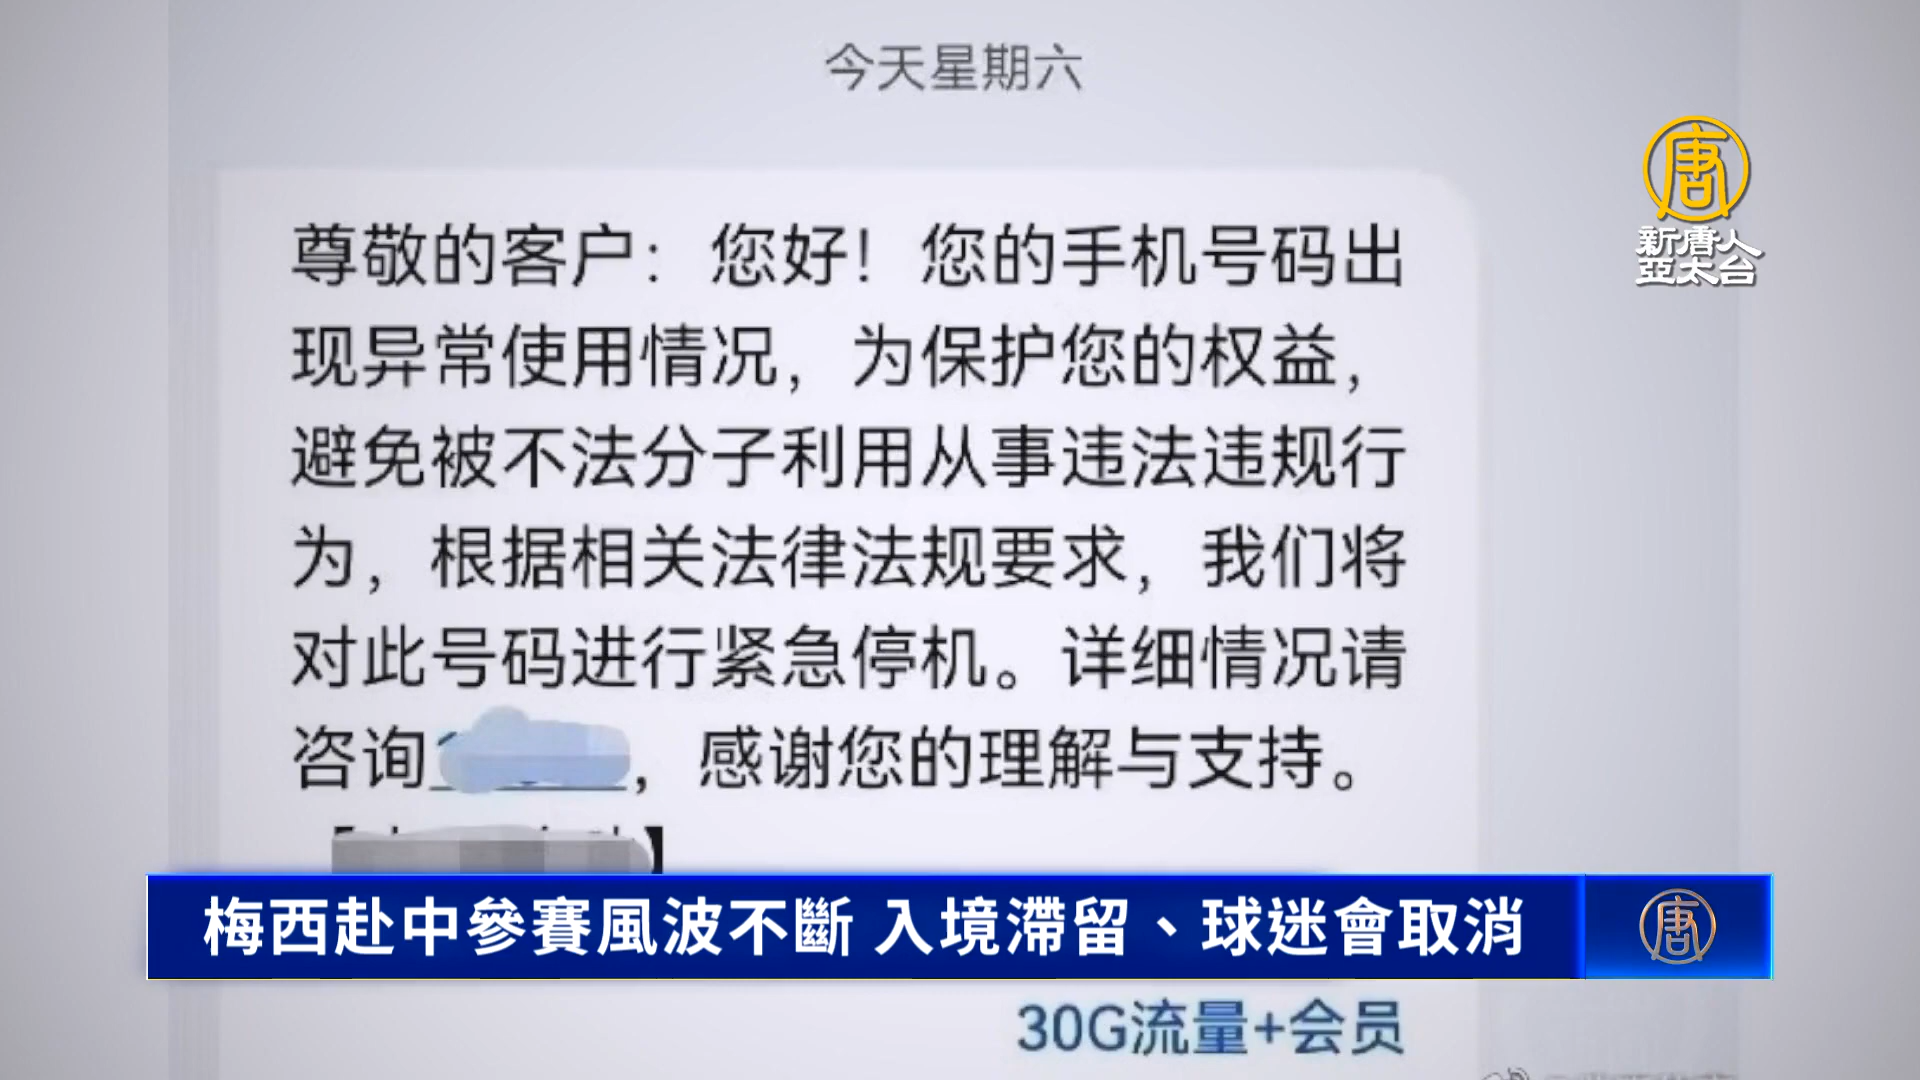 今天星期六
唐
新唐人
亞太台
尊敬的客户：您好！您的手机号码出
现异常使用情况，为保护您的权益，
避免被不法分子利用从事违法违规行
为，根据相关法律法规要求，我们将
对此号码进行紧急停机。详细情况请
咨询，感谢您的理解与支持。
梅西赴中參賽風波不斷 入境滯留、球迷會取消
唐
30G流量+会员